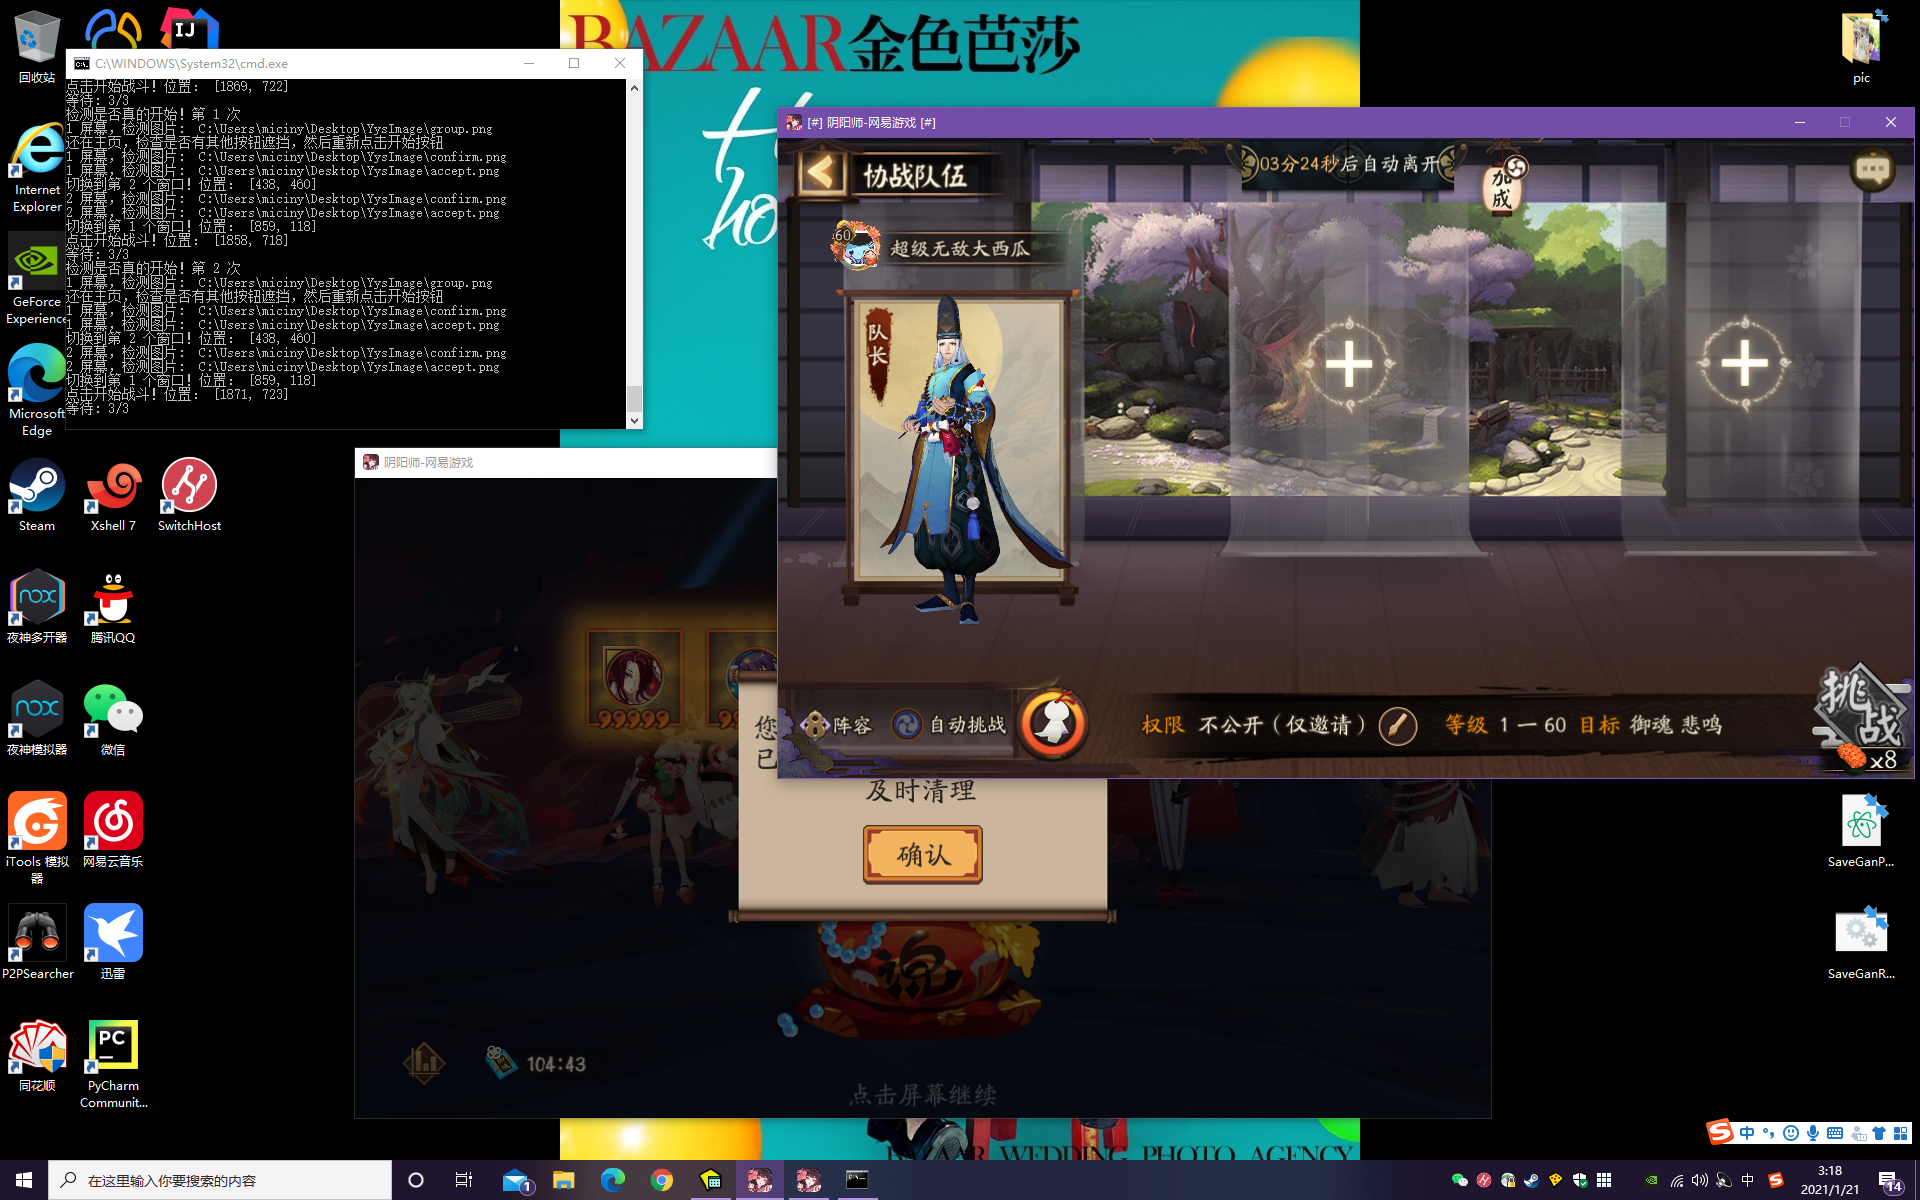 BAZAAR金色芭莎
回收站
Internet Explorer
GeForce Experience
Microsoft Edge
Steam
Xshell 7
SwitchHost
夜神多开器
腾讯QQ
夜神模拟器
微信
iTools 模拟器
网易云音乐
P2PSearcher
迅雷
同花顺
PyCharm Communit...
pic
SaveGanP...
SaveGanR...
C:\WINDOWS\System32\cmd.exe
点击开始战斗! 位置: [1869, 722]
等待: 3/3
检测是否真的开始! 第 1 次
1 屏幕, 检测图片: C:\Users\miciny\Desktop\YysImage\group.png
还在主页, 检查是否有其他按钮遮挡, 然后重新点击开始按钮
1 屏幕, 检测图片: C:\Users\miciny\Desktop\YysImage\confirm.png
1 屏幕, 检测图片: C:\Users\miciny\Desktop\YysImage\accept.png
切换到第 2 个窗口! 位置: [438, 460]
2 屏幕, 检测图片: C:\Users\miciny\Desktop\YysImage\confirm.png
2 屏幕, 检测图片: C:\Users\miciny\Desktop\YysImage\accept.png
切换到第 1 个窗口! 位置: [859, 118]
点击开始战斗! 位置: [1858, 718]
等待: 3/3
检测是否真的开始! 第 2 次
1 屏幕, 检测图片: C:\Users\miciny\Desktop\YysImage\group.png
还在主页, 检查是否有其他按钮遮挡, 然后重新点击开始按钮
1 屏幕, 检测图片: C:\Users\miciny\Desktop\YysImage\confirm.png
1 屏幕, 检测图片: C:\Users\miciny\Desktop\YysImage\accept.png
切换到第 2 个窗口! 位置: [438, 460]
2 屏幕, 检测图片: C:\Users\miciny\Desktop\YysImage\confirm.png
2 屏幕, 检测图片: C:\Users\miciny\Desktop\YysImage\accept.png
切换到第 1 个窗口! 位置: [859, 118]
点击开始战斗! 位置: [1871, 723]
等待: 3/3
[#] 阴阳师-网易游戏 [#]
协战队伍
03分24秒后自动离开
加成
60
超级无敌大西瓜
队长
阵容
自动挑战
权限 不公开（仅邀请）
等级 1 一 60 目标 御魂 悲鸣
挑战
x8
阴阳师-网易游戏
99999
您
已
及时清理
确认
104:43
点击屏幕继续
BAZAAR WEDDING PHOTO AGENCY
在这里输入你要搜索的内容
中
3:18
2021/1/21
14